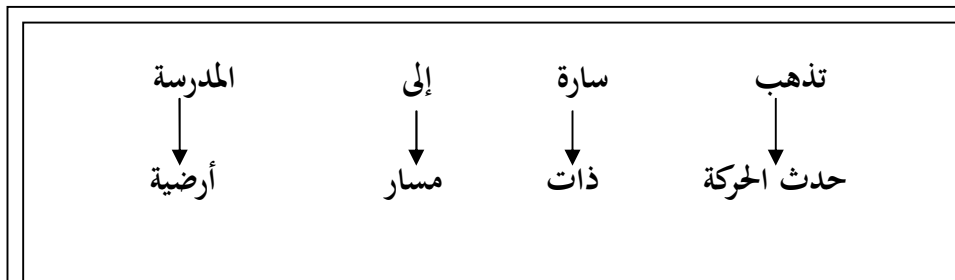 تذهب سارة إلى المدرسة
حدث الحركة ذات مسار أرضية